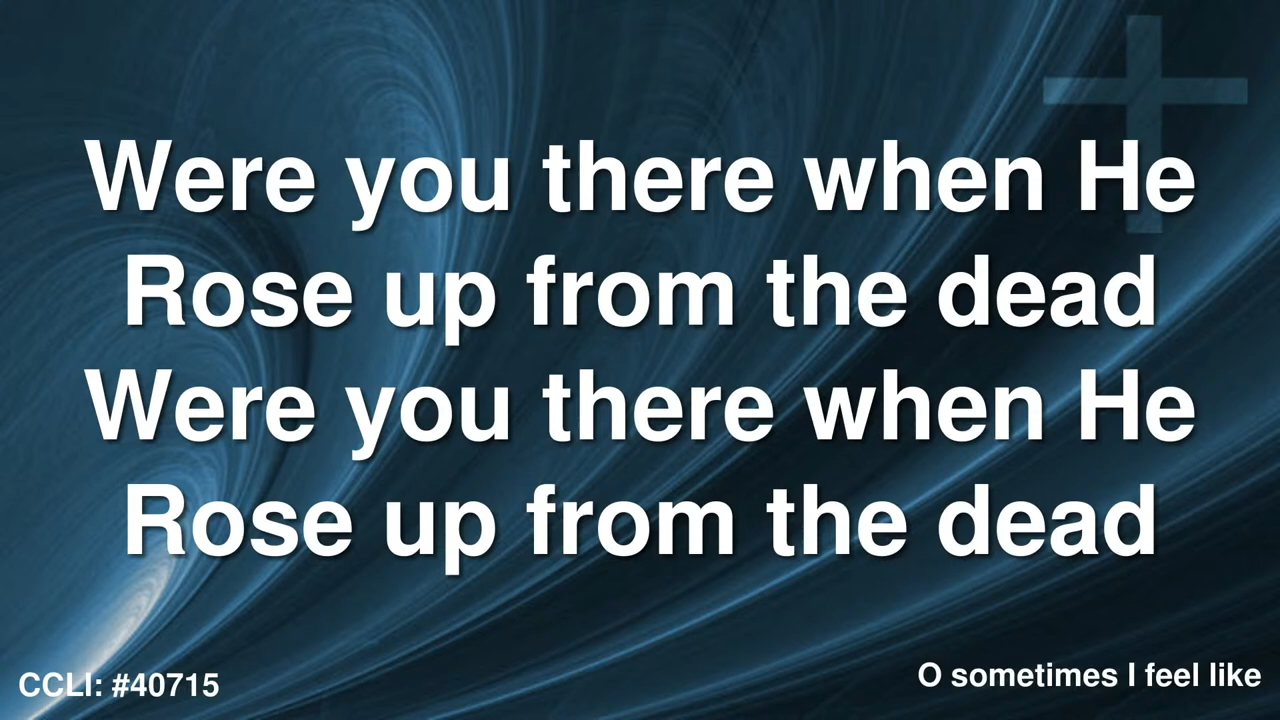 Were you there when He
Rose up from the dead
Were you there when He
Rose up from the dead
CCLI: #40715
O sometimes I feel like